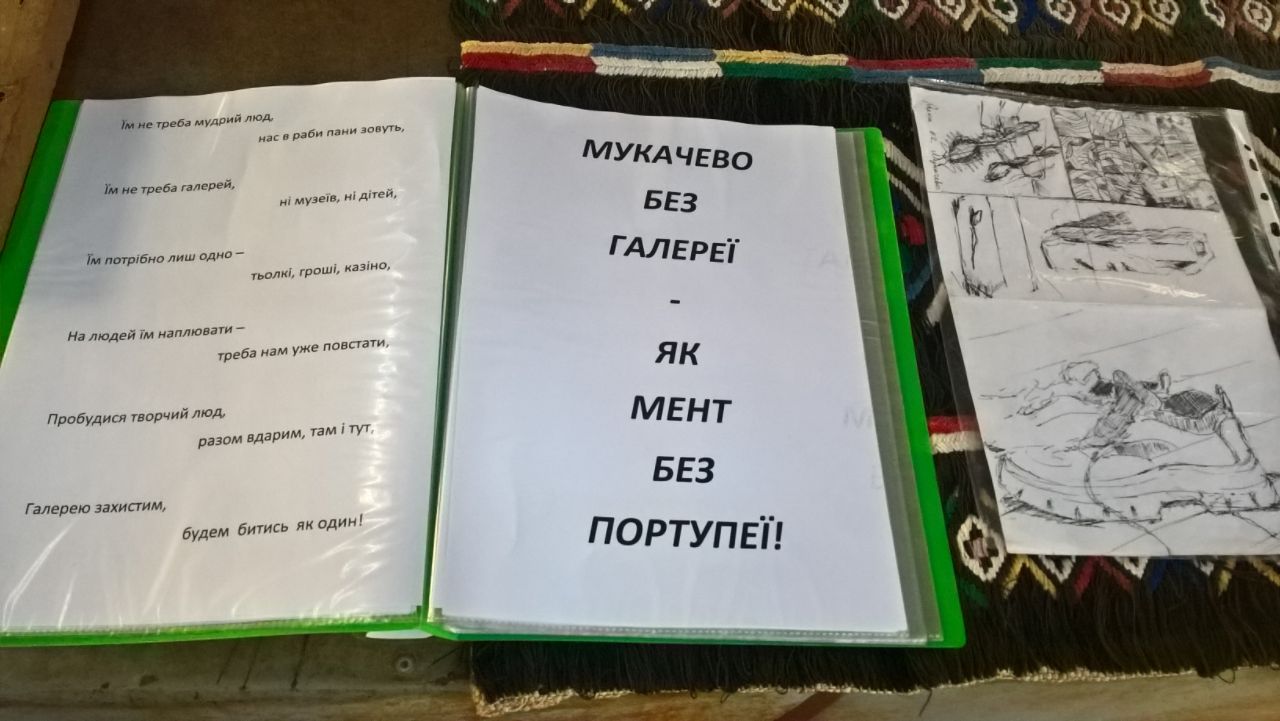 Їм не треба мудрий люд,
нас в раби пани зовуть,
Їм не треба галерей,
ні музеїв, ні дітей,
Їм потрібно лиш одно –
тьолкі, гроші, казіно,
На людей їм наплювати –
треба нам уже повстати,
Пробудися творчий люд,
разом вдарим, там і тут,
Галерею захистим,
будем битись як один!
МУКАЧЕВО
БЕЗ
ГАЛЕРЕЇ
-
ЯК
МЕНТ
БЕЗ
ПОРТУПЕЇ!